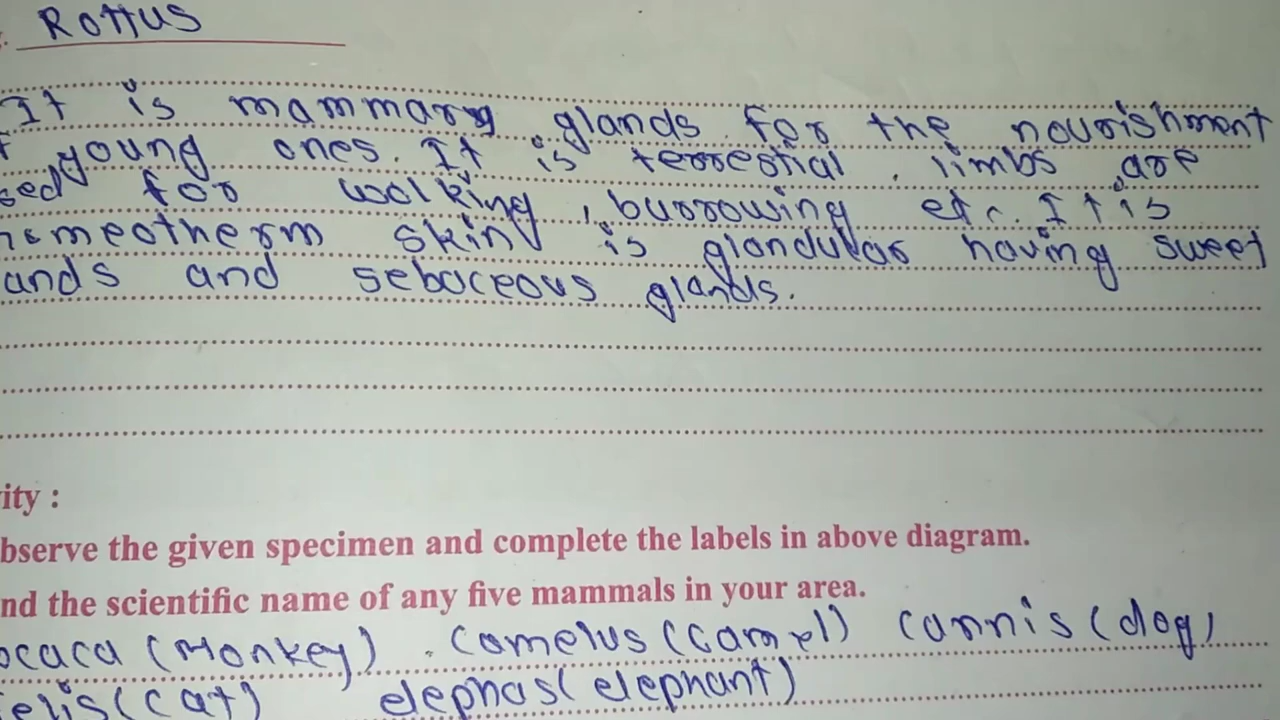 Rattus
It is mammary glands for the nourishment
f young ones. It is terrestial. limbs are
sed for walking, burrowing etc. It is
meotherm skin is glandular having sweet
ands and sebaceous glands.
ity :
bserve the given specimen and complete the labels in above diagram.
nd the scientific name of any five mammals in your area.
acaca (Monkey). Camelus (Camel) Cannis (dog)
elis (Cat) elephas (elephant)